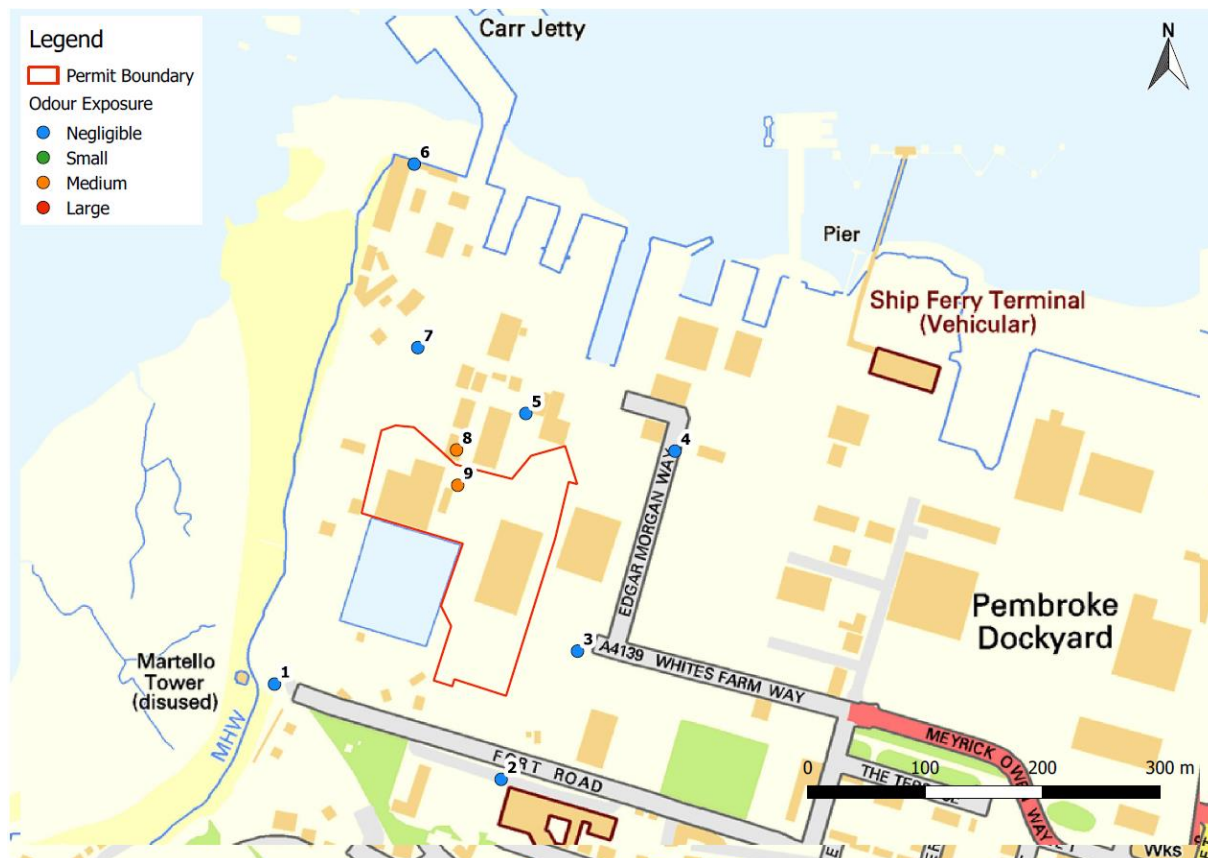 Carr Jetty
Legend
Permit Boundary
Odour Exposure
Negligible
Small
Medium
Large
N
6
Pier
Ship Ferry Terminal
(Vehicular)
7
5
8
4
9
EDGAR MORGAN WAY
Pembroke
Dockyard
3
A4139 WHITES FARM WAY
Martello
Tower
(disused)
1
MHW
MEYRICK OWEN WAY
FORT ROAD
2
THE TERRACE
0 100 200 300 m
Wks